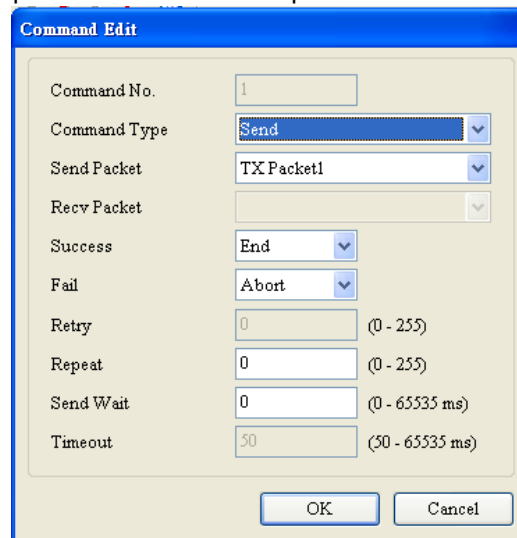 Command Edit
Command No. 1
Command Type Send
Send Packet TX Packet1
Recv Packet
Success End
Fail Abort
Retry 0 (0 - 255)
Repeat 0 (0 - 255)
Send Wait 0 (0 - 65535 ms)
Timeout 50 (50 - 65535 ms)
OK Cancel